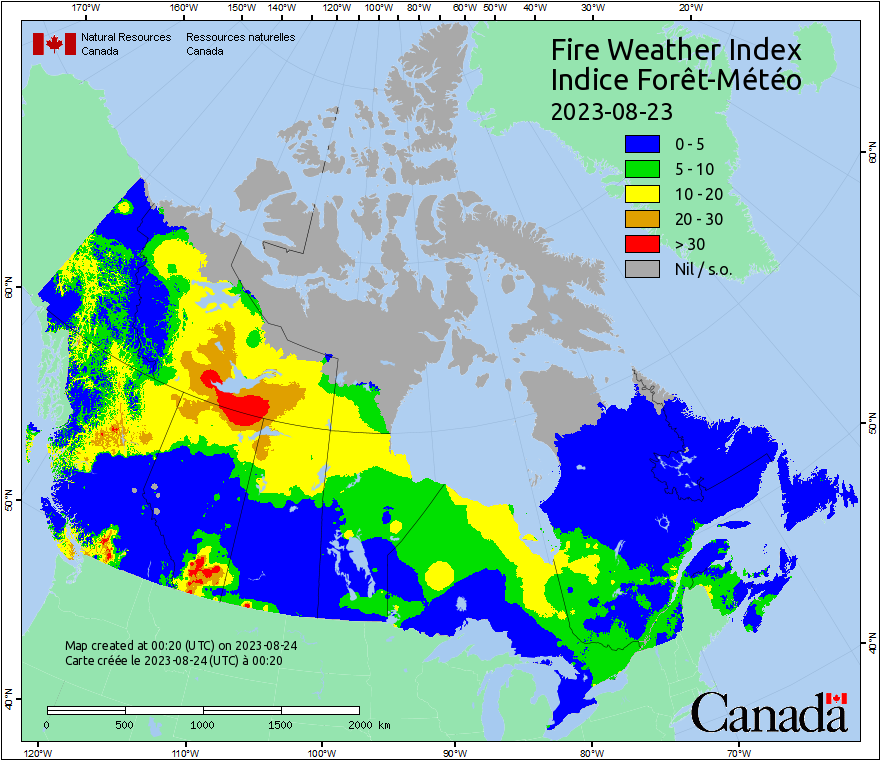 170°W 160°W 150°W 140°W 130°W 120°W 110°W 100°W 90°W 80°W 70°W 60°W 50°W 40°W 30°W 20°W
Natural Resources Canada
Ressources naturelles Canada
Fire Weather Index
Indice Forêt-Météo
2023-08-23
0 - 5
5 - 10
10 - 20
20 - 30
> 30
Nil / s.o.
60°N
50°N
40°N
60°N
50°N
40°N
Map created at 00:20 (UTC) on 2023-08-24
Carte créée le 2023-08-24 (UTC) à 00:20
0 500 1000 1500 2000 km
Canada
120°W 110°W 100°W 90°W 80°W 70°W